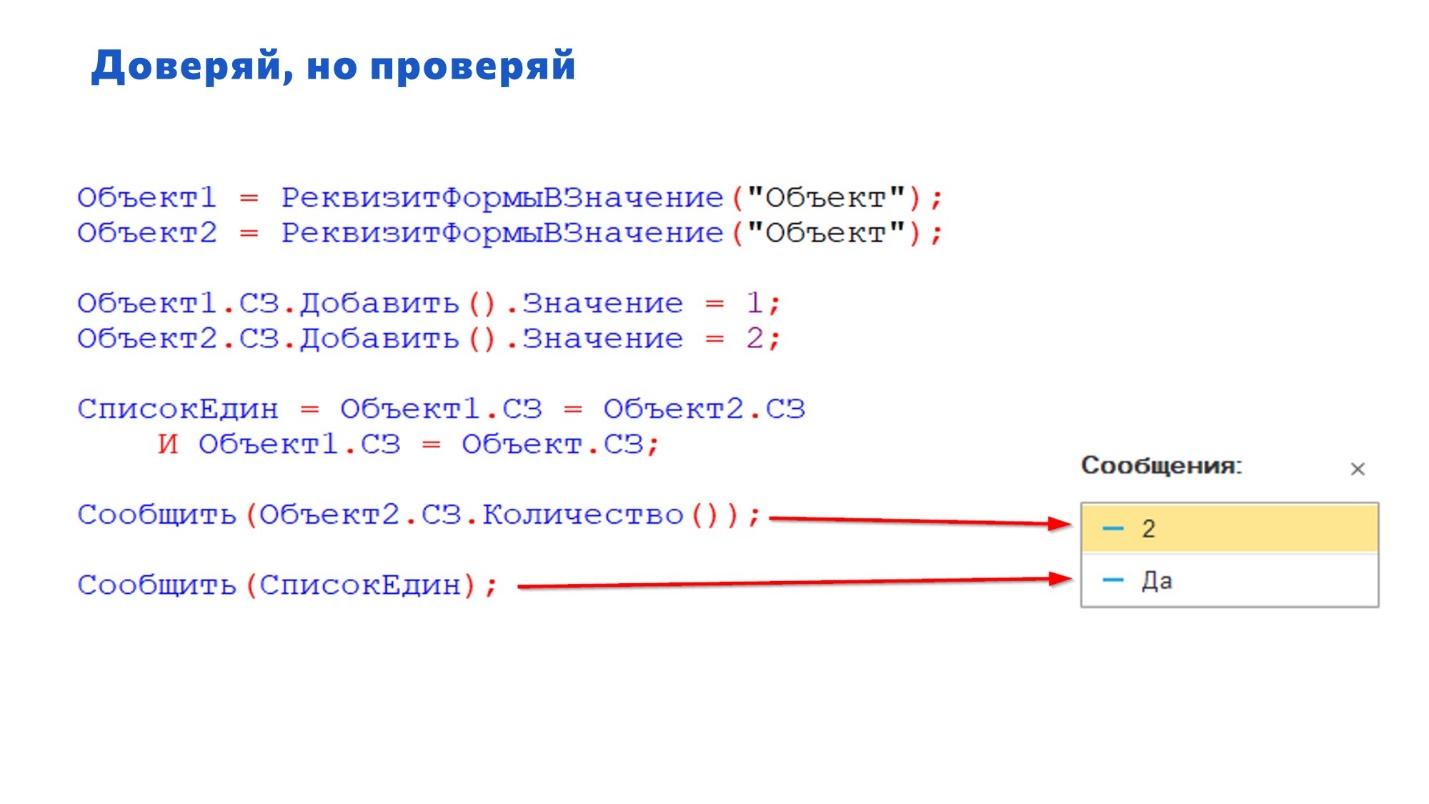 Доверяй, но проверяй
Объект1 = РеквизитФормыВЗначение("Объект");
Объект2 = РеквизитФормыВЗначение("Объект");
Объект1.СЗ.Добавить().Значение = 1;
Объект2.СЗ.Добавить().Значение = 2;
СписокЕдин = Объект1.СЗ = Объект2.СЗ
И Объект1.СЗ = Объект.СЗ;
Сообщить(Объект2.СЗ.Количество());
Сообщить(СписокЕдин);
Сообщения: ×
2
Да